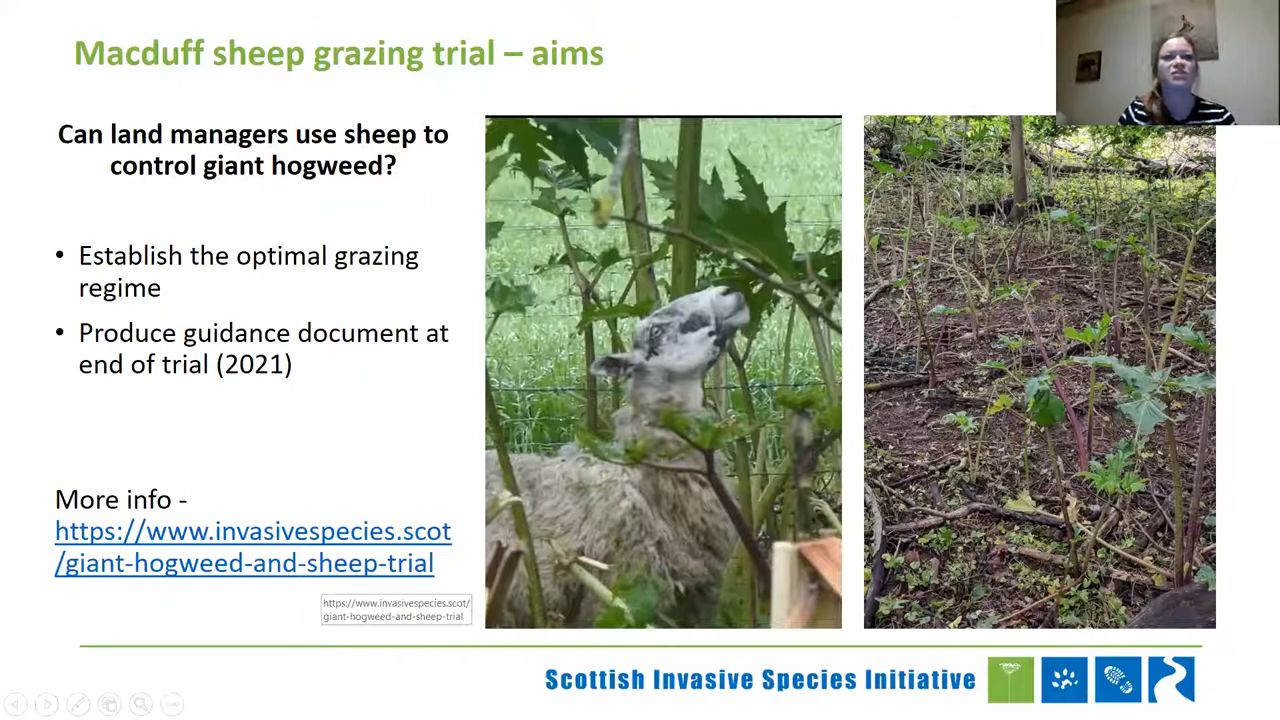 Macduff sheep grazing trial – aims
Can land managers use sheep to
control giant hogweed?
• Establish the optimal grazing
regime
• Produce guidance document at
end of trial (2021)
More info -
https://www.invasivespecies.scot
/giant-hogweed-and-sheep-trial
https://www.invasivespecies.scot/
giant-hogweed-and-sheep-trial
Scottish Invasive Species Initiative